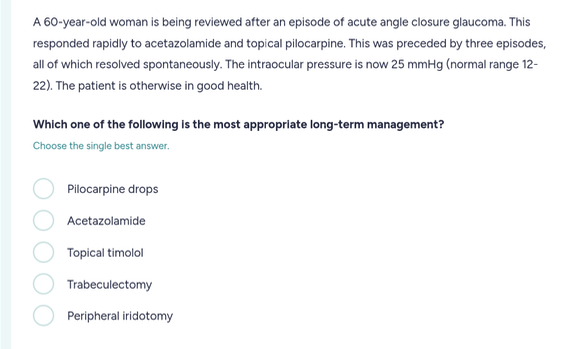 A 60-year-old woman is being reviewed after an episode of acute angle closure glaucoma. This
responded rapidly to acetazolamide and topical pilocarpine. This was preceded by three episodes,
all of which resolved spontaneously. The intraocular pressure is now 25 mmHg (normal range 12-
22). The patient is otherwise in good health.
Which one of the following is the most appropriate long-term management?
Choose the single best answer.
Pilocarpine drops
Acetazolamide
Topical timolol
Trabeculectomy
Peripheral iridotomy